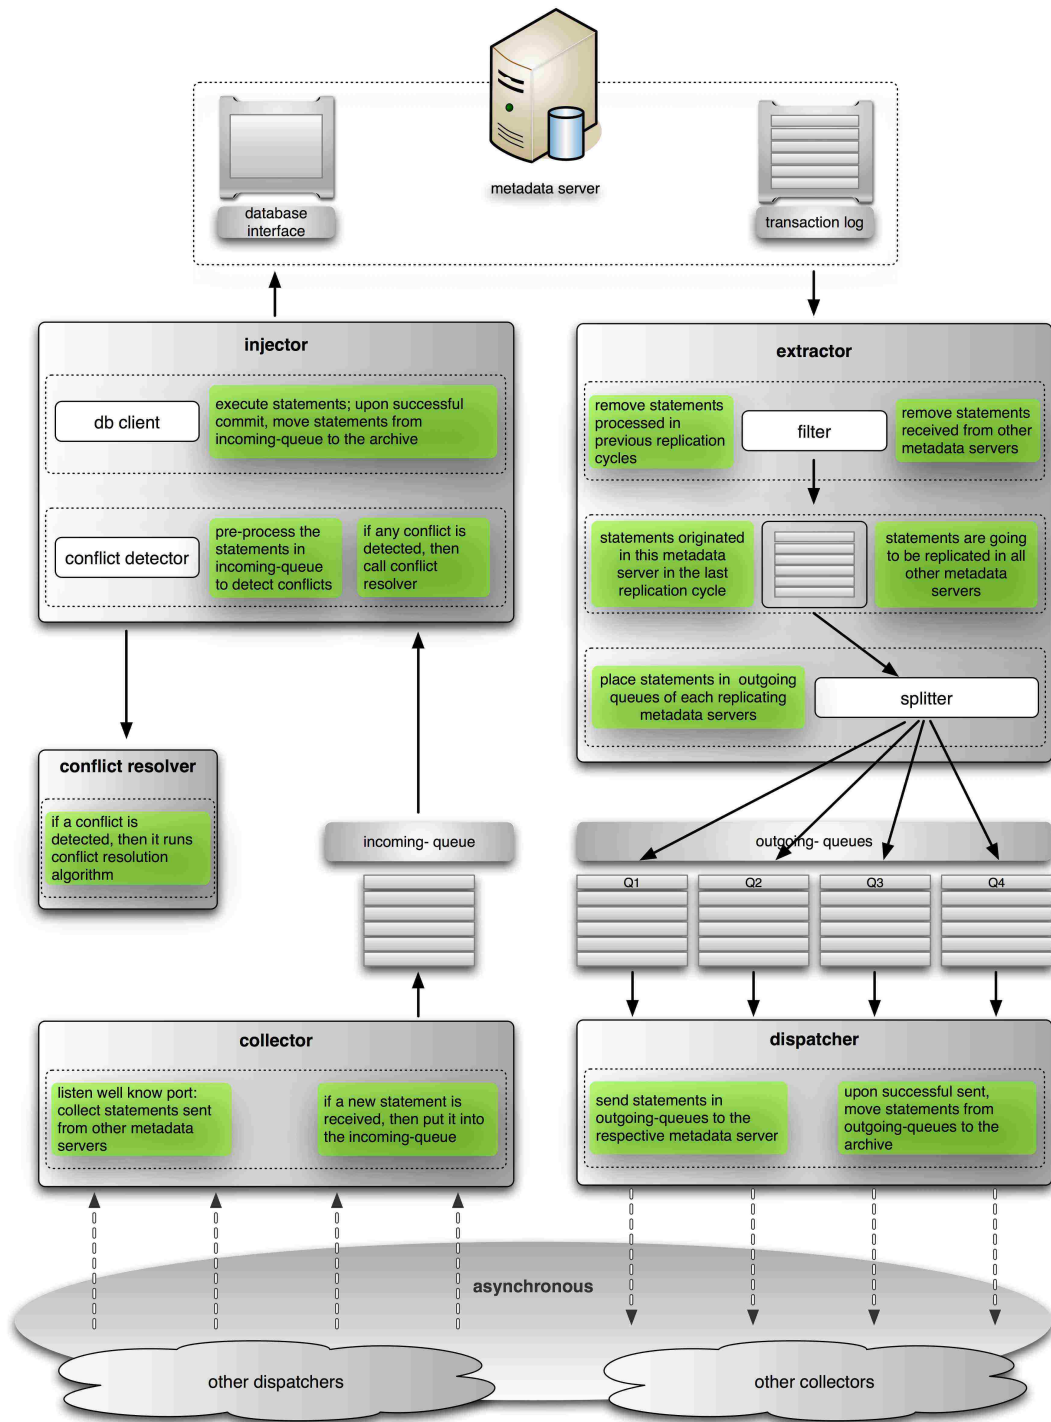 metadata server
database
interface
transaction log
injector
db client
execute statements; upon successful
commit, move statements from
incoming-queue to the archive
conflict detector
pre-process the
statements in
incoming-queue
to detect conflicts
if any conflict is
detected, then
call conflict
resolver
extractor
remove statements
processed in
previous replication
cycles
filter
remove statements
received from other
metadata servers
statements originated
in this metadata
server in the last
replication cycle
statements are going
to be replicated in all
other metadata
servers
place statements in outgoing
queues of each replicating
metadata servers
splitter
conflict resolver
if a conflict is
detected, then it runs
conflict resolution
algorithm
incoming- queue
outgoing- queues
Q1
Q2
Q3
Q4
collector
listen well know port:
collect statements sent
from other metadata
servers
if a new statement is
received, then put it into
the incoming-queue
dispatcher
send statements in
outgoing-queues to the
respective metadata server
upon successful sent,
move statements from
outgoing-queues to the
archive
asynchronous
other dispatchers
other collectors